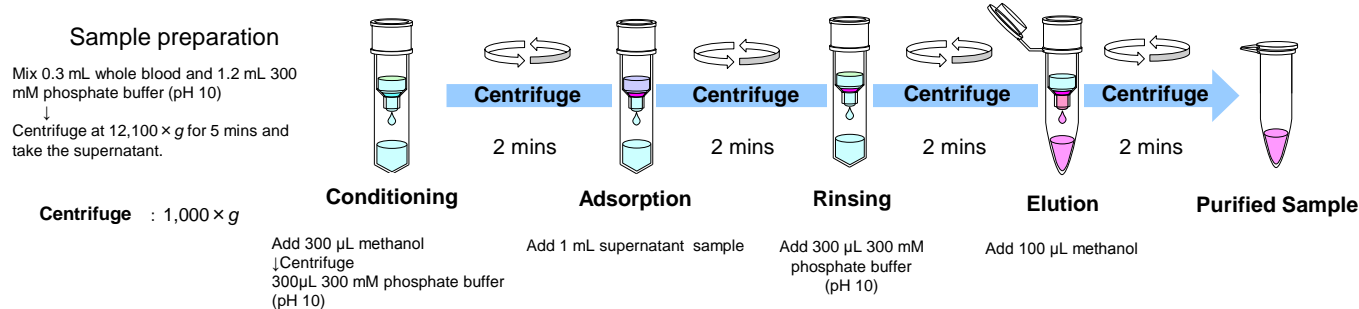 Sample preparation
Mix 0.3 mL whole blood and 1.2 mL 300
mM phosphate buffer (pH 10)
↓
Centrifuge at 12,100 × g for 5 mins and
take the supernatant.
Centrifuge : 1,000 × g
Centrifuge
2 mins
Centrifuge
2 mins
Centrifuge
2 mins
Centrifuge
2 mins
Conditioning
Add 300 µL methanol
↓Centrifuge
300µL 300 mM phosphate buffer
(pH 10)
Adsorption
Add 1 mL supernatant sample
Rinsing
Add 300 µL 300 mM
phosphate buffer
(pH 10)
Elution
Add 100 µL methanol
Purified Sample